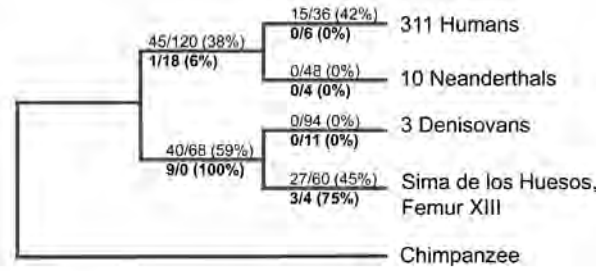 15/36 (42%)
0/6 (0%)
311 Humans
45/120 (38%)
1/18 (6%)
0/48 (0%)
0/4 (0%)
10 Neanderthals
0/94 (0%)
0/11 (0%)
3 Denisovans
40/68 (59%)
9/0 (100%)
27/60 (45%)
3/4 (75%)
Sima de los Huesos,
Femur XIII
Chimpanzee